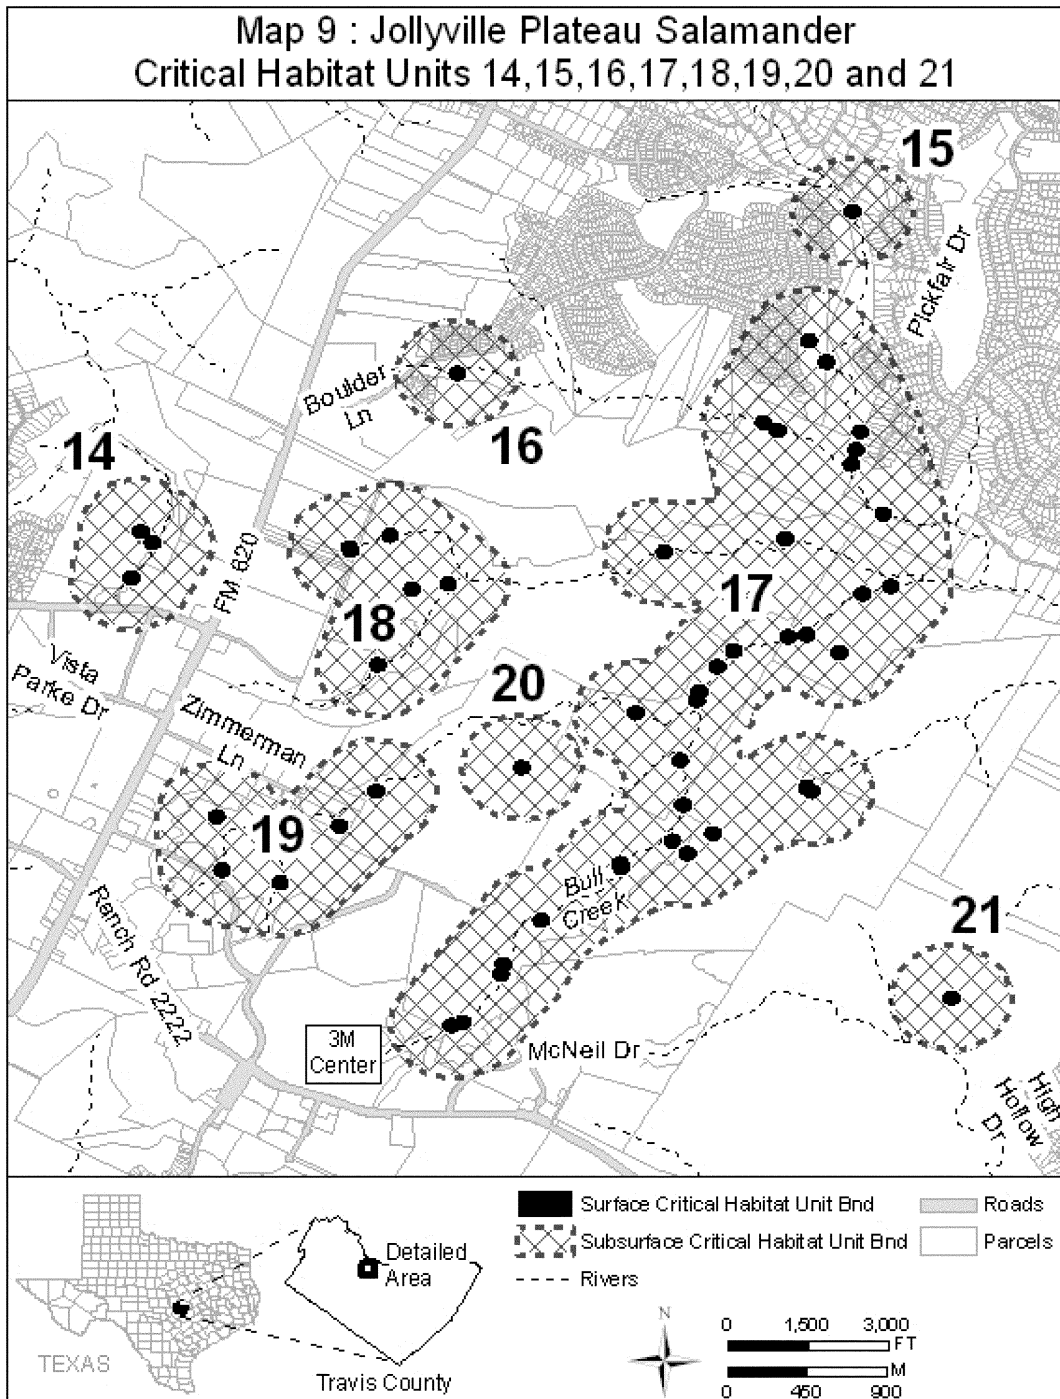 Map 9 : Jollyville Plateau Salamander
Critical Habitat Units 14,15,16,17,18,19,20 and 21
15
Pickfair Dr
Boulder
Ln
16
14
FM 620
17
18
Vista
Parke Dr
20
Zimmerman
Ln
19
Bull
Creek
21
Ranch Rd 2222
3M
Center
McNeil Dr
High
Hollow
Dr
Surface Critical Habitat Unit Bnd
Roads
Subsurface Critical Habitat Unit Bnd
Parcels
Rivers
Detailed
Area
TEXAS
Travis County
N
0 1,500 3,000
FT
M
0 450 900